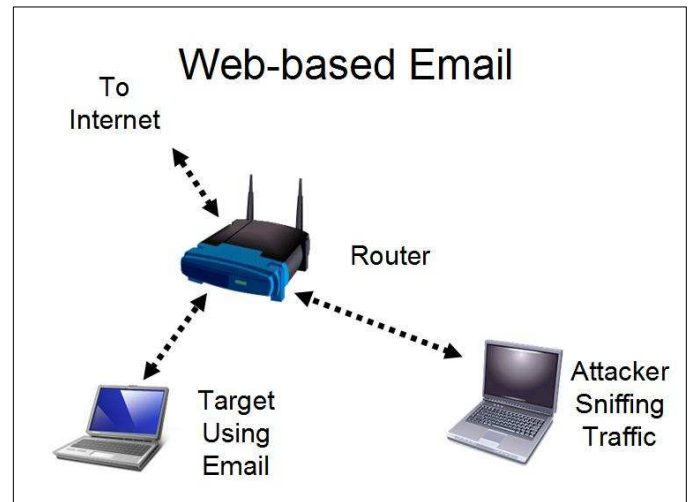 Web-based Email
To
Internet
Router
Target
Using
Email
Attacker
Sniffing
Traffic